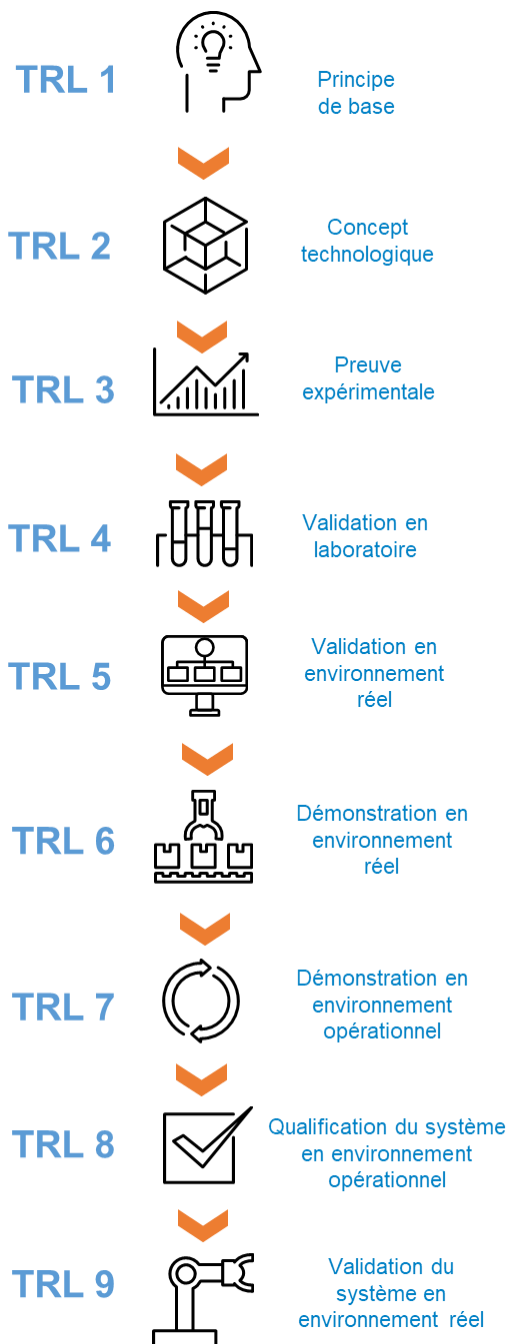 TRL 1
Principe
de base
TRL 2
Concept
technologique
TRL 3
Preuve
expérimentale
TRL 4
Validation en
laboratoire
TRL 5
Validation en
environnement
réel
TRL 6
Démonstration en
environnement
réel
TRL 7
Démonstration en
environnement
opérationnel
TRL 8
Qualification du système
en environnement
opérationnel
TRL 9
Validation du
système en
environnement réel